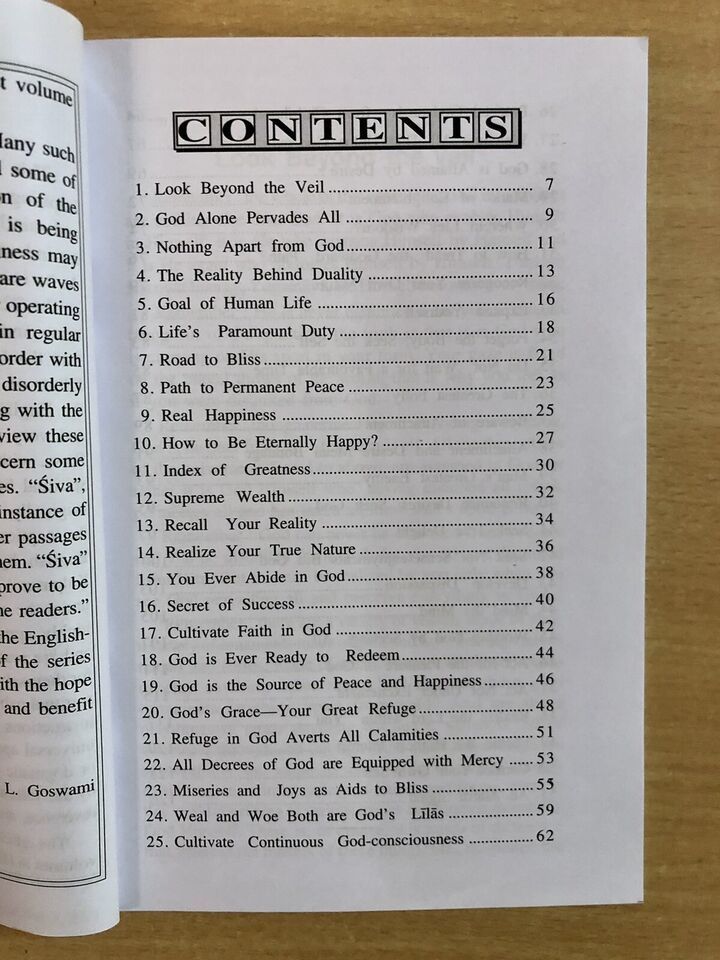 t volume
Many such
some of
n of the
is being
ness may
are waves
operating
in regular
order with
disorderly
g with the
view these
cern some
es. “Śiva”,
instance of
er passages
hem. “Śiva”
prove to be
ne readers.”
the English-
f the series
ith the hope
and benefit
L. Goswami
CONTENTS
1. Look Beyond the Veil .......... 7
2. God Alone Pervades All .......... 9
3. Nothing Apart from God .......... 11
4. The Reality Behind Duality .......... 13
5. Goal of Human Life .......... 16
6. Life's Paramount Duty .......... 18
7. Road to Bliss .......... 21
8. Path to Permanent Peace .......... 23
9. Real Happiness .......... 25
10. How to Be Eternally Happy? .......... 27
11. Index of Greatness .......... 30
12. Supreme Wealth .......... 32
13. Recall Your Reality .......... 34
14. Realize Your True Nature .......... 36
15. You Ever Abide in God .......... 38
16. Secret of Success .......... 40
17. Cultivate Faith in God .......... 42
18. God is Ever Ready to Redeem .......... 44
19. God is the Source of Peace and Happiness .......... 46
20. God's Grace—Your Great Refuge .......... 48
21. Refuge in God Averts All Calamities .......... 51
22. All Decrees of God are Equipped with Mercy ..... 53
23. Miseries and Joys as Aids to Bliss .......... 55
24. Weal and Woe Both are God's Līlās .......... 59
25. Cultivate Continuous God-consciousness .......... 62